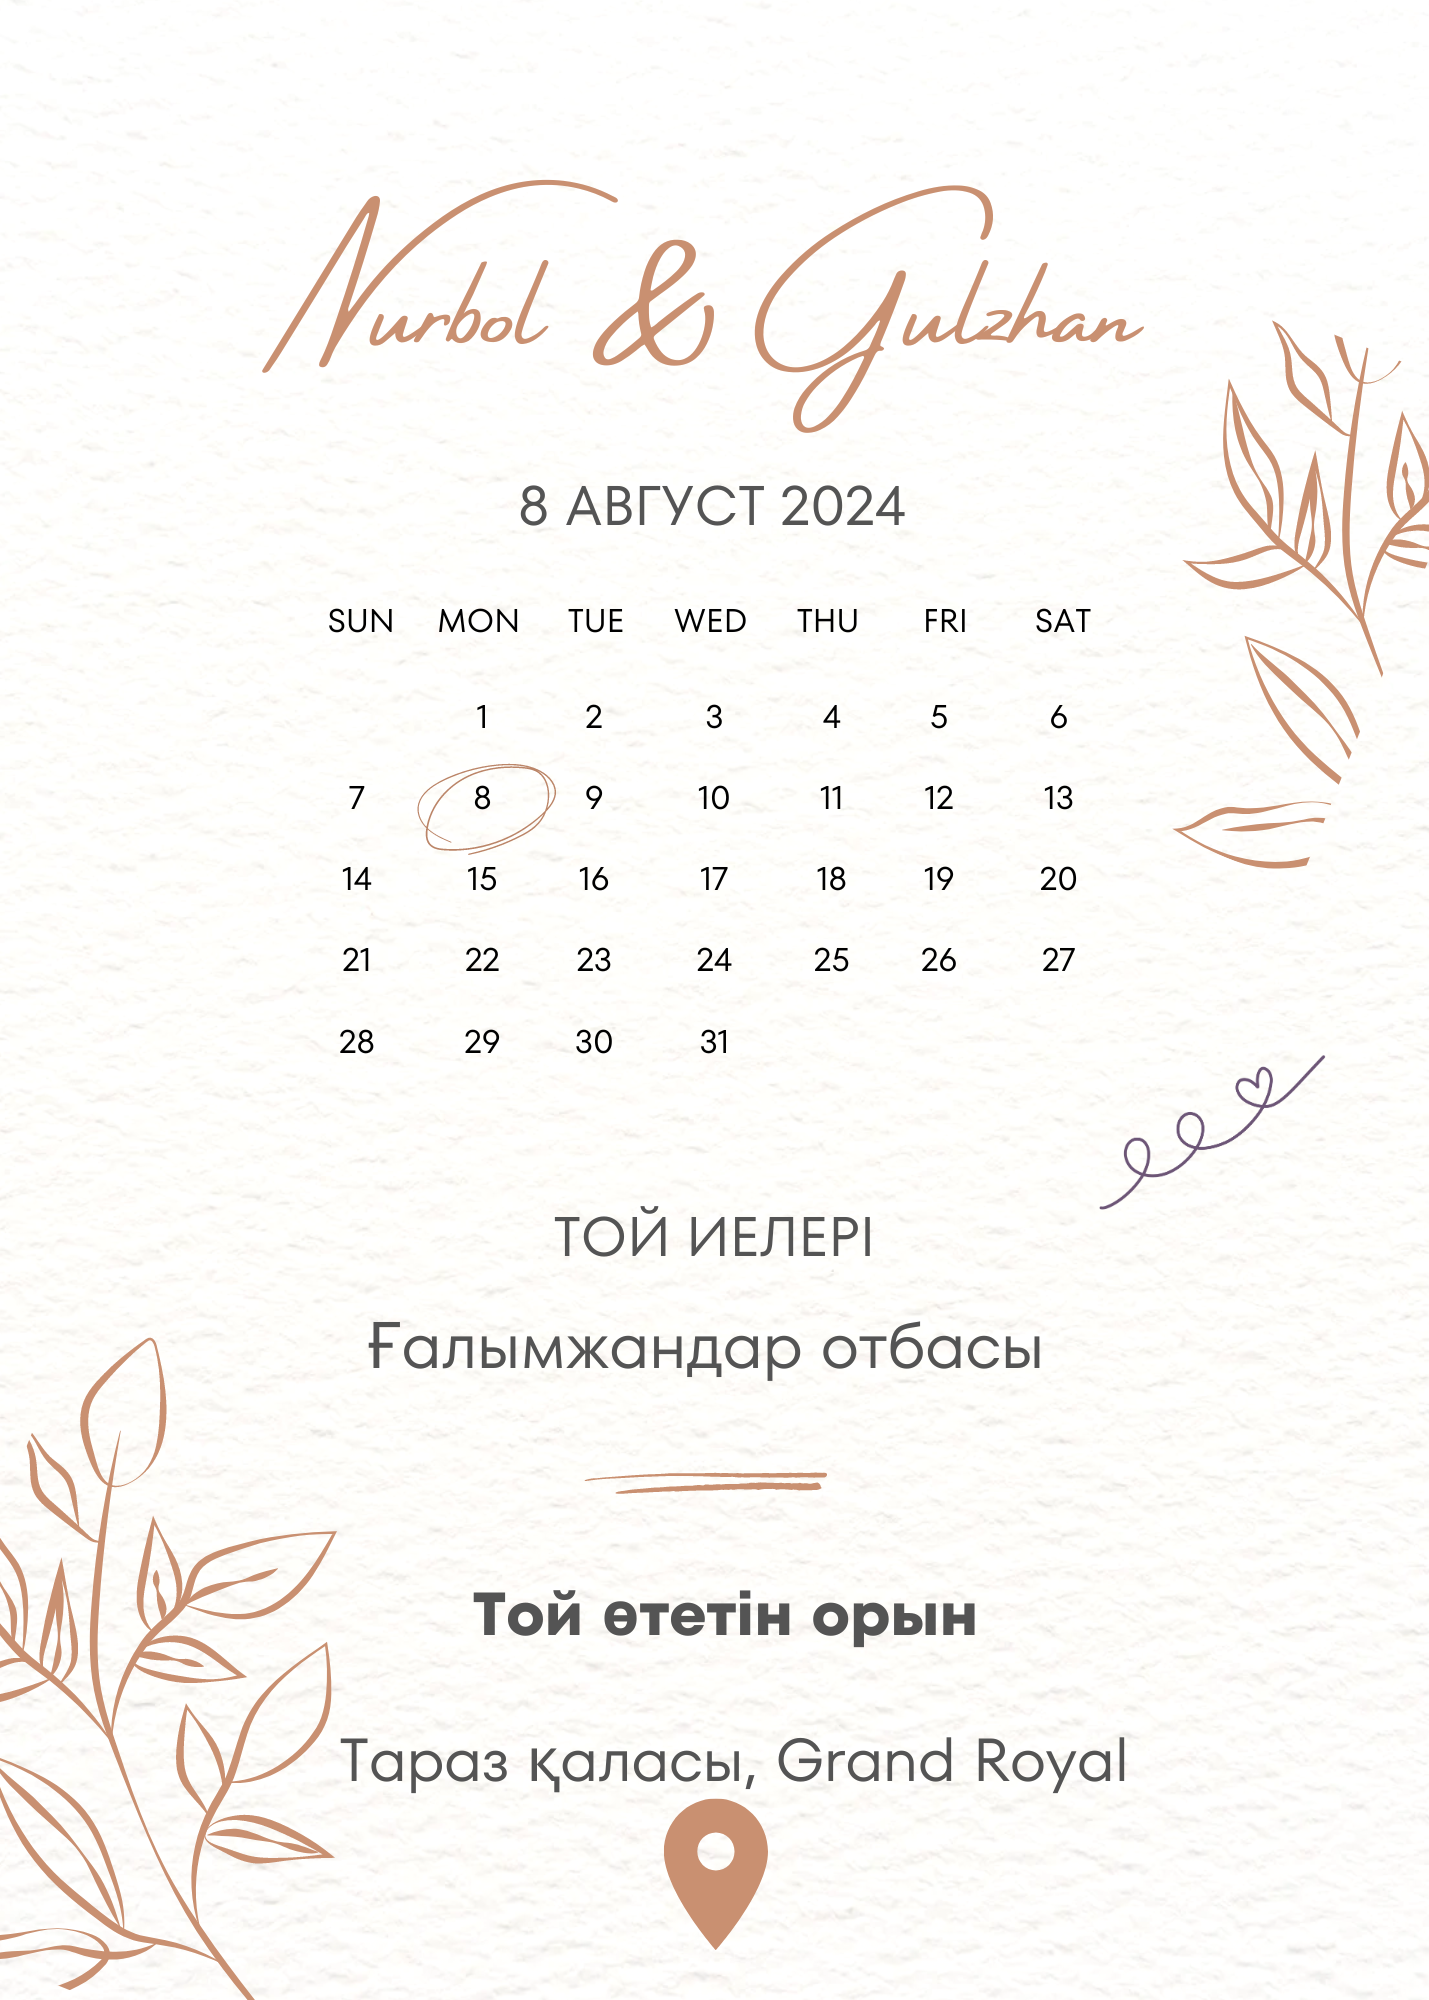 Nurbol & Gulzhan
8 АВГУСТ 2024
SUN MON TUE WED THU FRI SAT
1 2 3 4 5 6
7 8 9 10 11 12 13
14 15 16 17 18 19 20
21 22 23 24 25 26 27
28 29 30 31
ТОЙ ИЕЛЕРІ
Ғалымжандар отбасы
Той өтетін орын
Тараз қаласы, Grand Royal